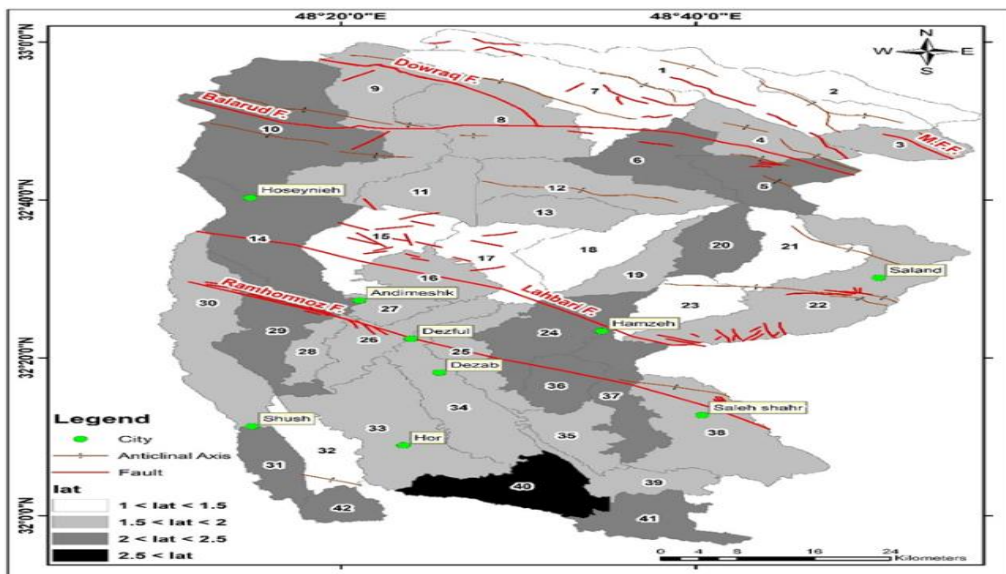 48°20'0"E 48°40'0"E
33°0'0"N
32°40'0"N
32°20'0"N
32°0'0"N
N
W E
S
1
2
Dowraq F.
7
9
Balarud F.
8
10
4
3
M.F.F.
6
5
Hoseynieh
11
12
13
14
15
18
20
21
17
16
19
Saland
Ramhormoz F.
Andimeshk
Lahbari F.
30
27
23
22
29
Dezful
24
Hamzeh
26
28
25
Dezab
36
37
Saleh shahr
34
38
Legend
Shush
City
33
Hor
35
Anticlinal Axis
32
Fault
31
lat
40
39
1 < lat < 1.5
1.5 < lat < 2
42
41
2 < lat < 2.5
2.5 < lat
0 4 8 16 24
Kilometers